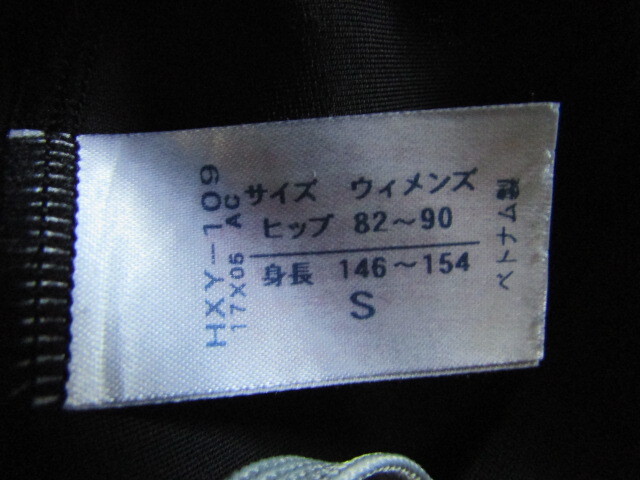 サイズ ウィメンズ
ヒップ 82～90
身長 146～154
S
HXY-109
17X05 AC
ベトナム製